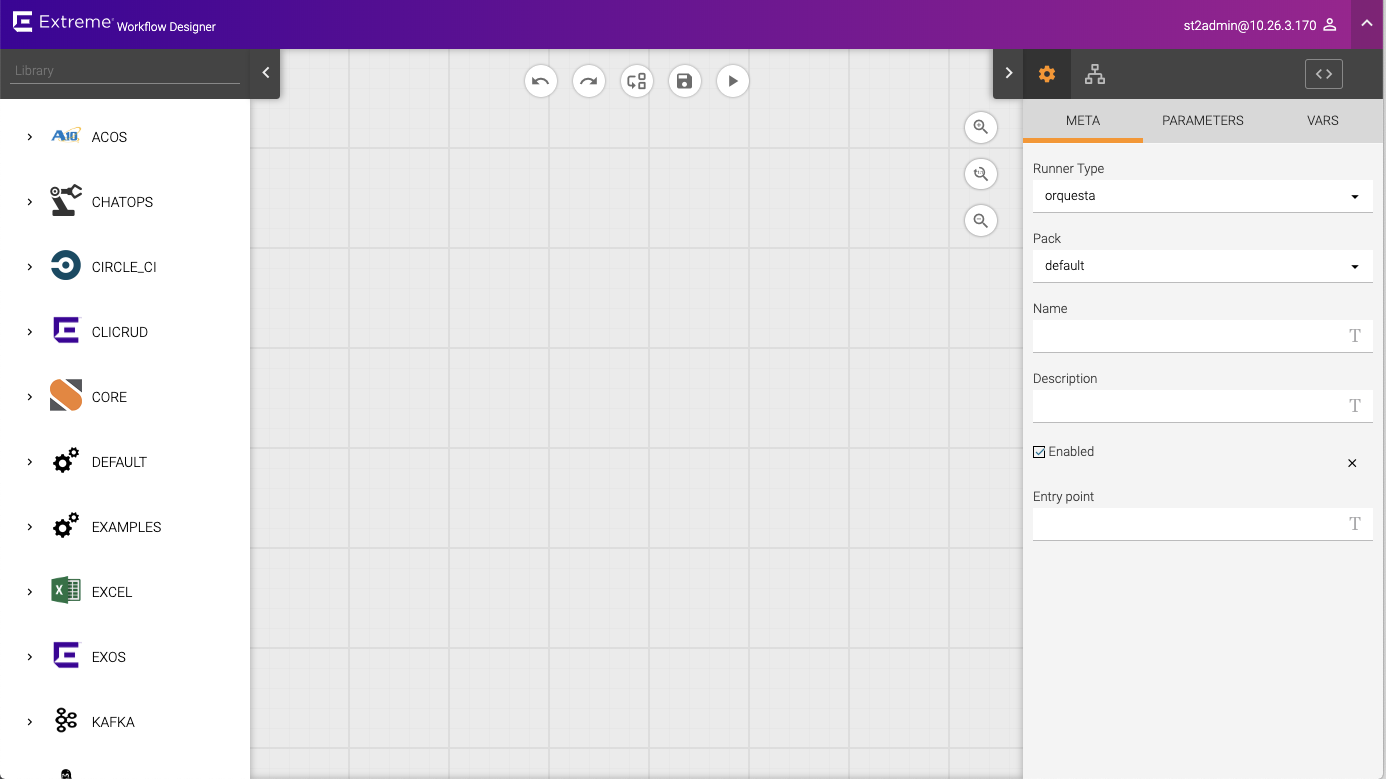 Extreme Workflow Designer
st2admin@10.26.3.170
Library
A10 ACOS
CHATOPS
CIRCLE_CI
CLICRUD
CORE
DEFAULT
EXAMPLES
X EXCEL
EXOS
KAFKA
META PARAMETERS VARS
Runner Type
orquesta
Pack
default
Name
T
Description
T
Enabled
Entry point
T